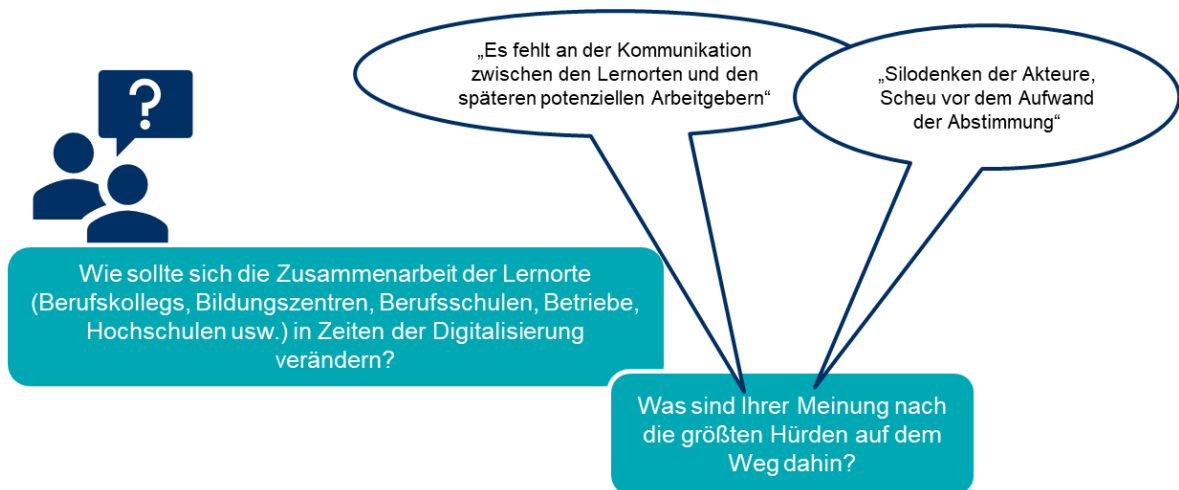 ?
„Es fehlt an der Kommunikation
zwischen den Lernorten und den
späteren potenziellen Arbeitgebern“
„Silodenken der Akteure,
Scheu vor dem Aufwand
der Abstimmung“
Wie sollte sich die Zusammenarbeit der Lernorte
(Berufskollegs, Bildungszentren, Berufsschulen, Betriebe,
Hochschulen usw.) in Zeiten der Digitalisierung
verändern?
Was sind Ihrer Meinung nach
die größten Hürden auf dem
Weg dahin?